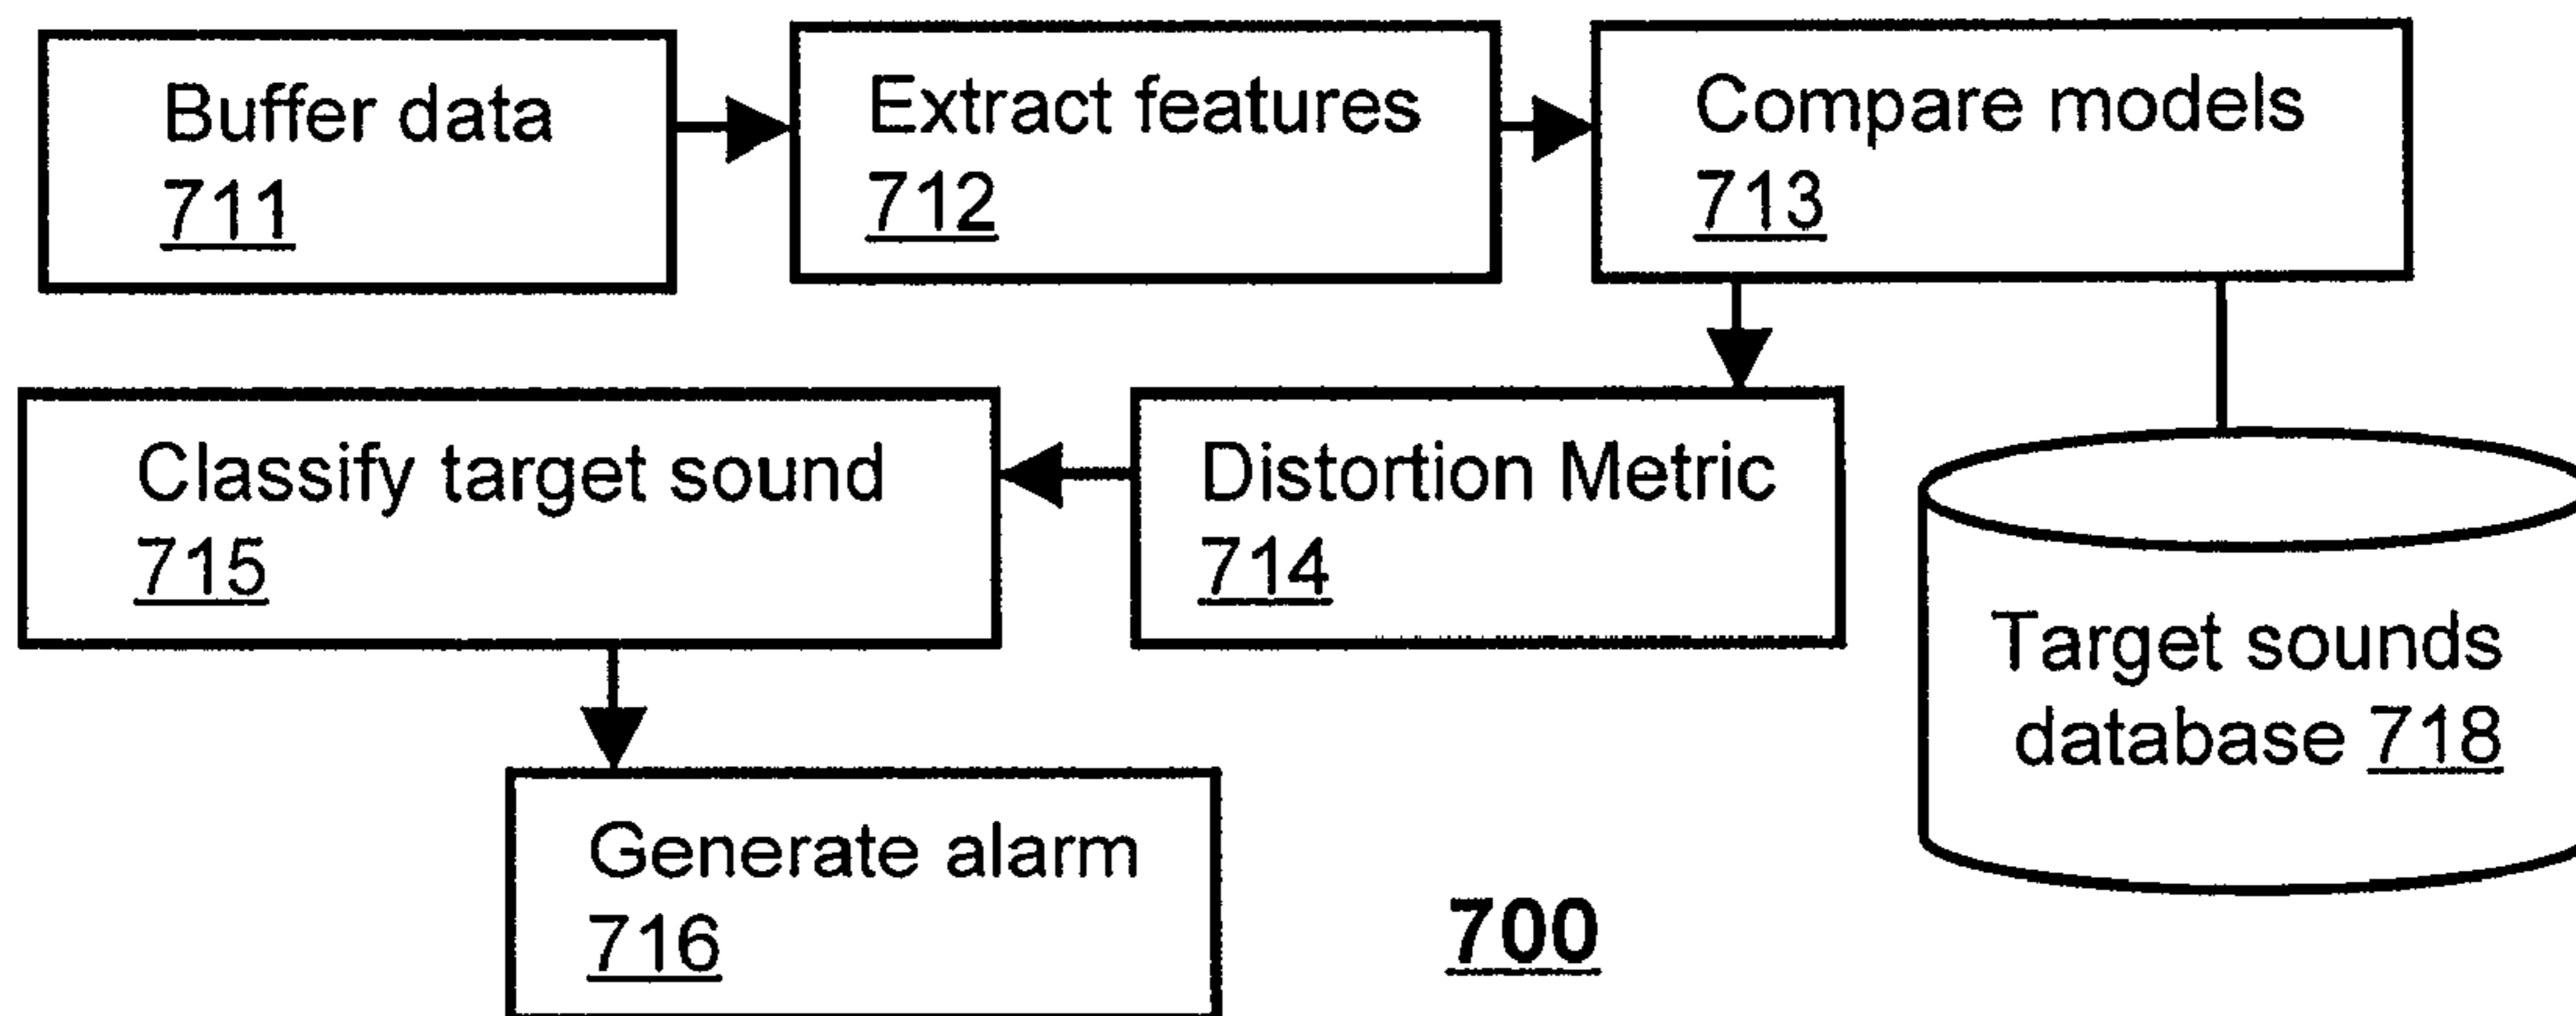 Buffer data
711
Extract features
712
Compare models
713
Classify target sound
715
Distortion Metric
714
Target sounds
database 718
Generate alarm
716
700